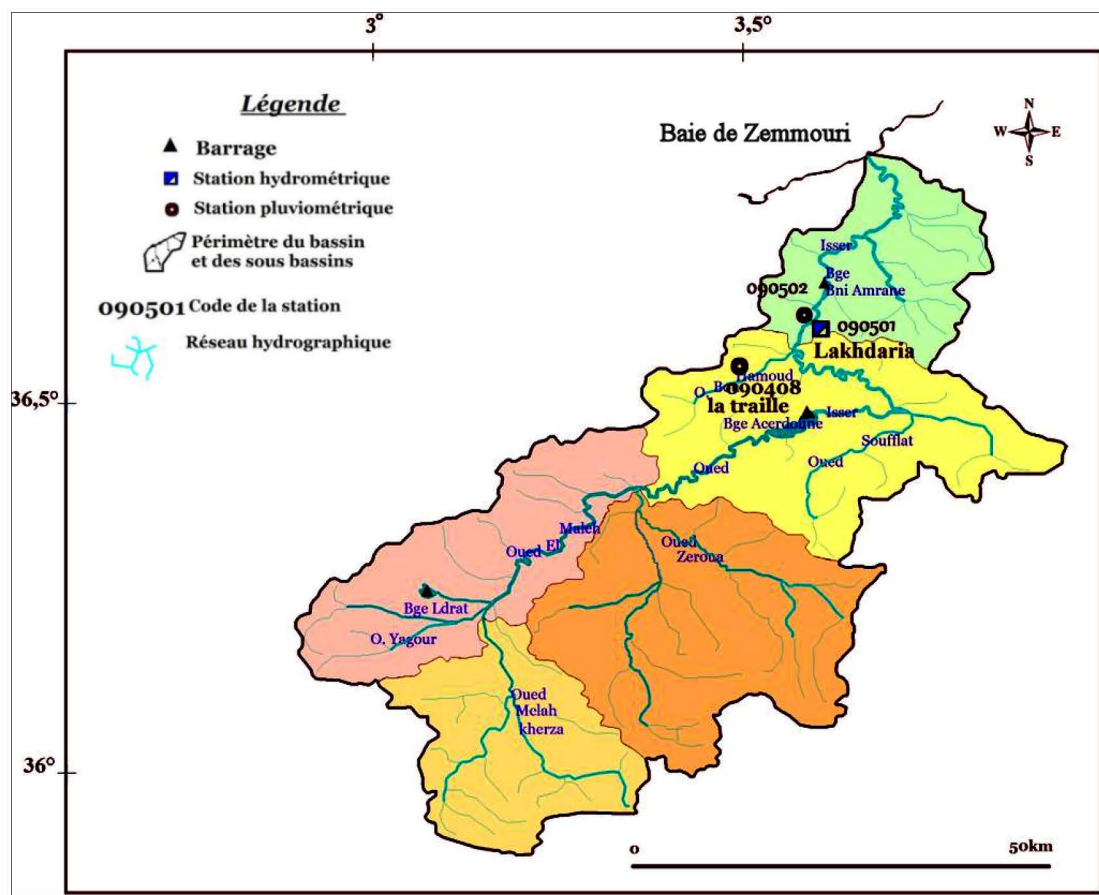 3°
3,5°
Légende
Barrage
Station hydrométrique
Station pluviométrique
Périmètre du bassin
et des sous bassins
090501 Code de la station
Réseau hydrographique
Baie de Zemmouri
N
W E
S
Isser
Bge
Bni Amrane
090502
090501
Lakhdaria
Hamoud
O. Bou
090408
la traille
36,5°
Bge Acerdoune
Isser
Soufflat
Oued
Oued
Maleh
El
Oued
Oued
Zeroua
Bge Ldrat
O. Yagour
Oued
Mclah
kherza
36°
0
50km